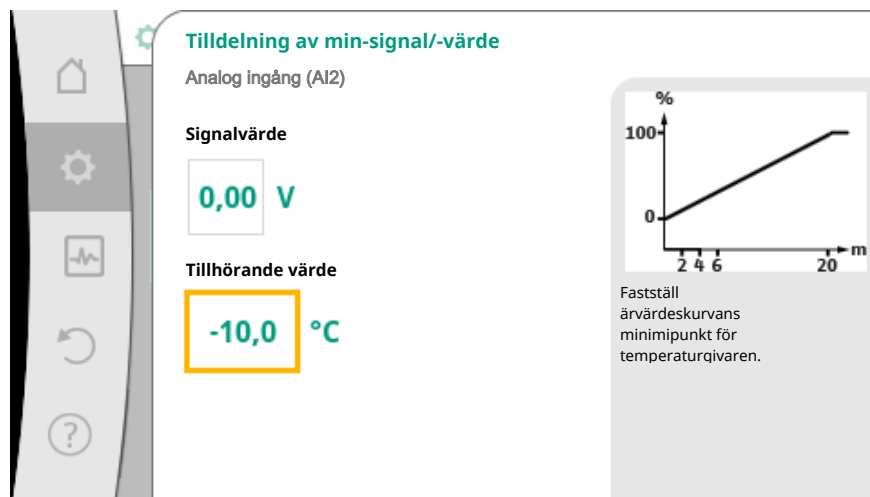 Tilldelning av min-signal/-värde
Analog ingång (AI2)
Signalvärde
0,00 V
Tillhörande värde
-10,0 °C
%
100
0
2 4 6 20 m
Fastställ
ärvärdeskurvans
minimipunkt för
temperaturgivaren.
?